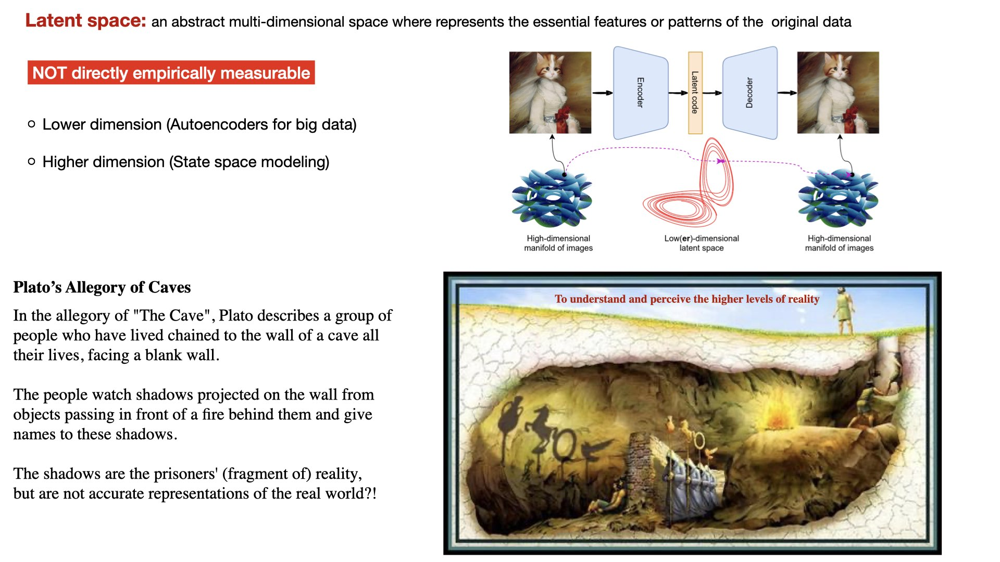 Latent space: an abstract multi-dimensional space where represents the essential features or patterns of the original data
NOT directly empirically measurable
Lower dimension (Autoencoders for big data)
Higher dimension (State space modeling)
Encoder
Latent code
Decoder
High-dimensional
manifold of images
Low(er)-dimensional
latent space
High-dimensional
manifold of images
Plato’s Allegory of Caves
In the allegory of "The Cave", Plato describes a group of
people who have lived chained to the wall of a cave all
their lives, facing a blank wall.
The people watch shadows projected on the wall from
objects passing in front of a fire behind them and give
names to these shadows.
The shadows are the prisoners' (fragment of) reality,
but are not accurate representations of the real world?!
To understand and perceive the higher levels of reality